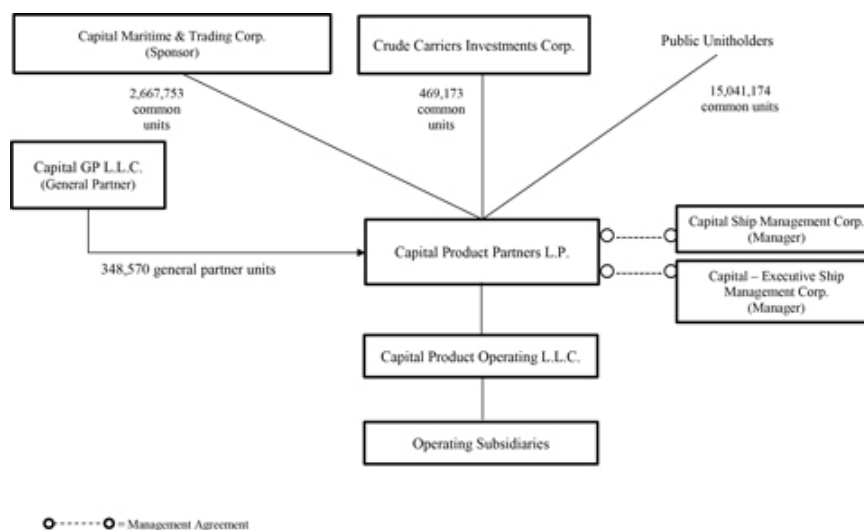 Capital Maritime & Trading Corp.
(Sponsor)
Crude Carriers Investments Corp.
Public Unitholders
2,667,753
common
units
469,173
common
units
15,041,174
common units
Capital GP L.L.C.
(General Partner)
348,570 general partner units
Capital Product Partners L.P.
Capital Ship Management Corp.
(Manager)
Capital – Executive Ship
Management Corp.
(Manager)
Capital Product Operating L.L.C.
Operating Subsidiaries
= Management Agreement